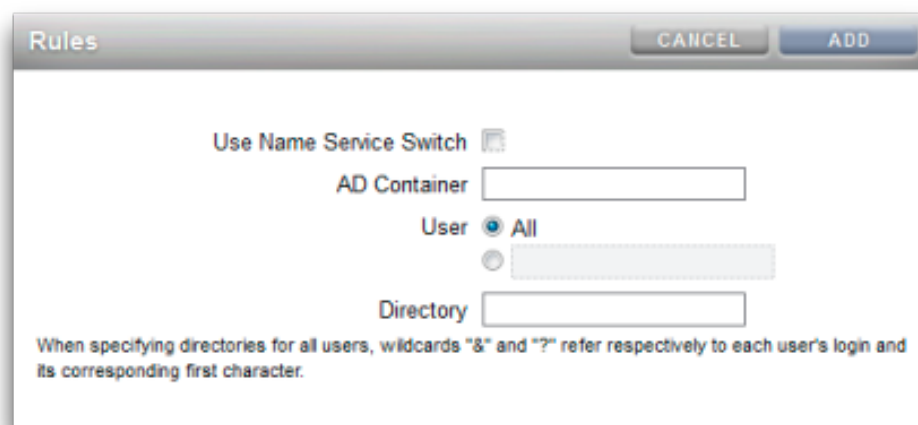 Rules
CANCEL
ADD
Use Name Service Switch
AD Container
User
All
Directory
When specifying directories for all users, wildcards "&" and "?" refer respectively to each user's login and
its corresponding first character.